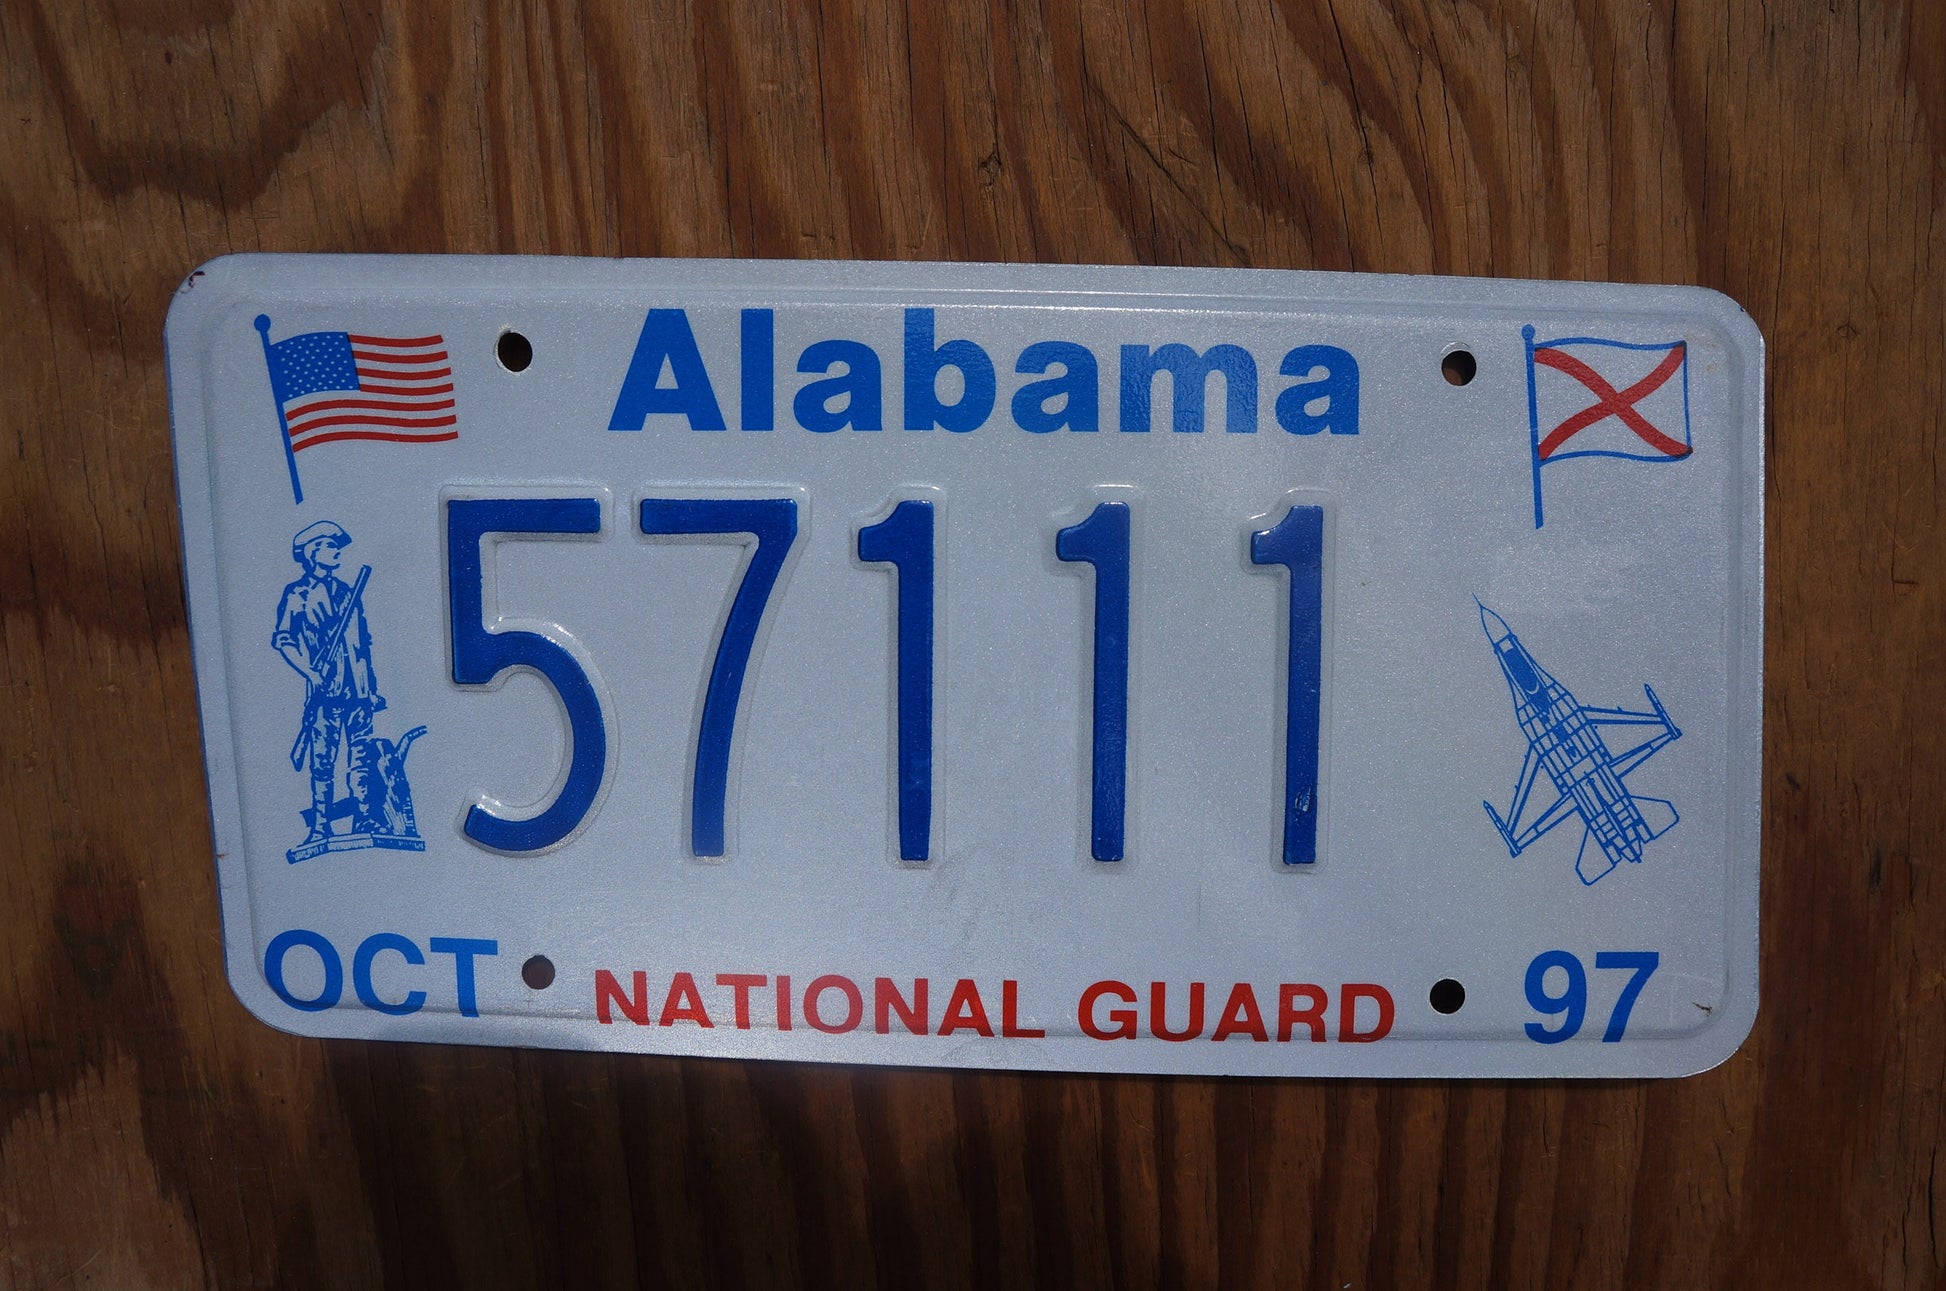 Alabama
57111
OCT NATIONAL GUARD 97